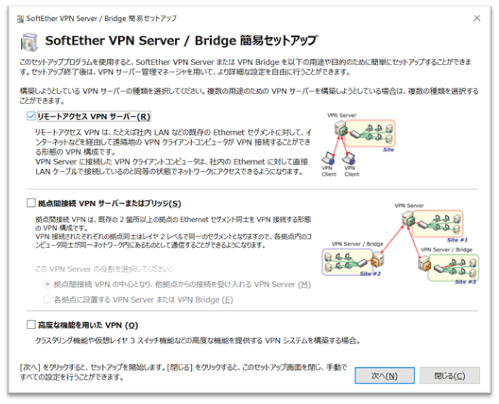 SoftEther VPN Server / Bridge 簡易セットアップ
SoftEther VPN Server / Bridge 簡易セットアップ
このセットアッププログラムを使用すると、SoftEther VPN Server または VPN Bridge を以下の用途や目的のために簡単にセットアップすることができま
す。セットアップ終了後は、VPN サーバー管理マネージャを用いて、より詳細な設定を自由に行うことができます。
構築しようとしている VPN サーバーの種類を選択してください。複数の用途のための VPN サーバーを構築しようとしている場合は、複数の種類を選択するこ
とができます。
リモートアクセス VPN サーバー(R)
リモートアクセス VPN は、たとえば社内 LAN などの既存の Ethernet セグメントに対して、イ
ンターネットなどを経由して遠隔地の VPN クライアントコンピュータが VPN 接続することができ
る形態の VPN 構成です。
VPN Server に接続した VPN クライアントコンピュータは、社内の Ethernet に対して直接
LAN ケーブルで接続しているのと同等の状態でネットワークにアクセスできるようになります。
VPN Server
Site
VPN Client
VPN Client
拠点間接続 VPN サーバーまたはブリッジ(S)
拠点間接続 VPN は、既存の 2 箇所以上の拠点の Ethernet セグメント同士を VPN 接続する形態
の VPN 構成です。
VPN 接続されたそれぞれの拠点同士はレイヤ 2 レベルで同一のセグメントとなりますので、各拠点内のコ
ンピュータ同士が同一ネットワーク内にあるものとして通信することができるようになります。
この VPN Server の役割を選択してください:
拠点間接続 VPN の中心となり、他拠点からの接続を受け入れる VPN Server (M)
各拠点に設置する VPN Server または VPN Bridge (E)
VPN Server
Site #1
VPN Server / Bridge
Site #2
VPN Server / Bridge
Site #3
高度な機能を用いた VPN (O)
クラスタリング機能や仮想レイヤ 3 スイッチ機能などの高度な機能を提供する VPN システムを構築する場合。
[次へ] をクリックすると、セットアップを開始します。[閉じる] をクリックすると、このセットアップ画面を閉じ、手動で
すべての設定を行うことができます。
次へ(N)
閉じる(C)